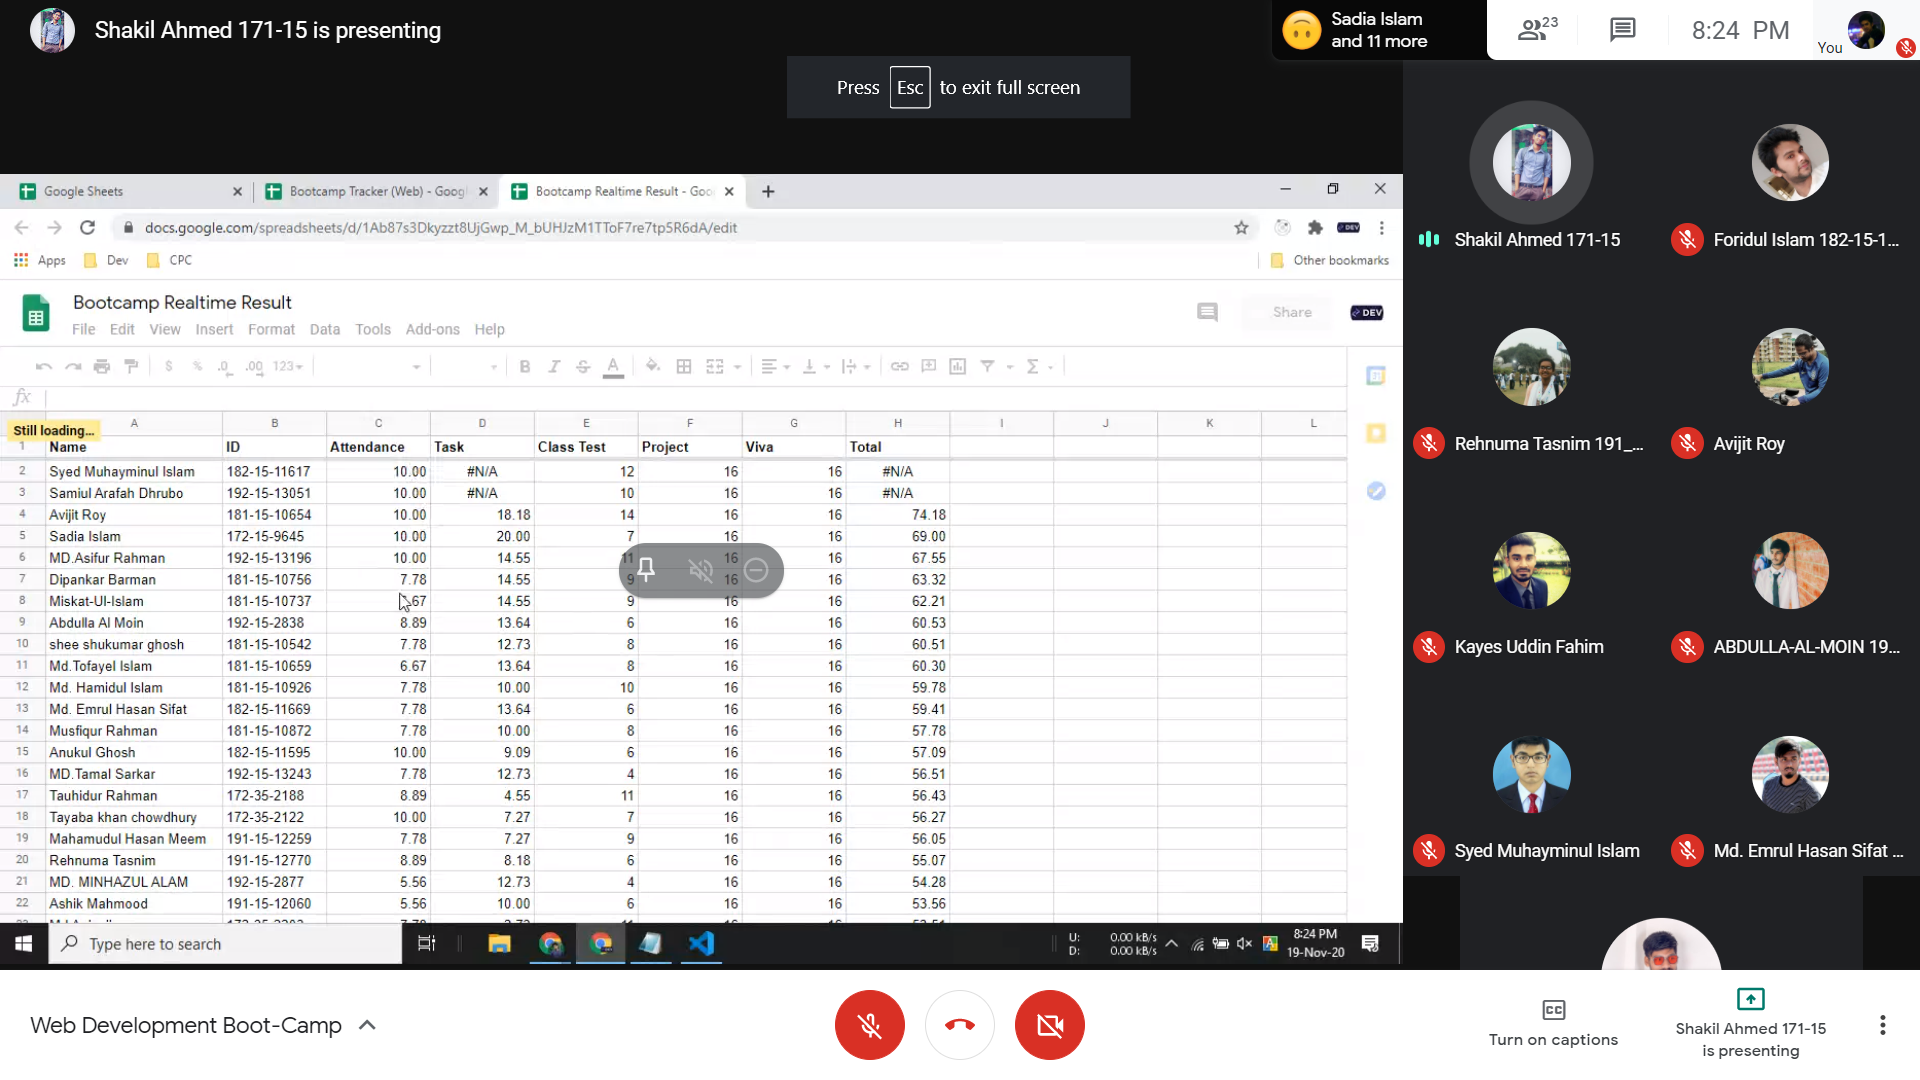 Shakil Ahmed 171-15 is presenting
Sadia Islam
and 11 more
23
8:24 PM
You
Press Esc to exit full screen
Google Sheets
Bootcamp Tracker (Web) - Googl
Bootcamp Realtime Result - Goo
docs.google.com/spreadsheets/d/1Ab87s3Dkyzzt8UjGwp_M_bUHJzM1TToF7re7tp5R6dA/edit
DEV
Apps Dev CPC Other bookmarks
Bootcamp Realtime Result
File Edit View Insert Format Data Tools Add-ons Help
Share
DEV
$ % .0 .00 123
B I S A
fx
Still loading...
A B C D E F G H I J K L
1 Name ID Attendance Task Class Test Project Viva Total
2 Syed Muhayminul Islam 182-15-11617 10.00 #N/A 12 16 16 #N/A
3 Samiul Arafah Dhrubo 192-15-13051 10.00 #N/A 10 16 16 #N/A
4 Avijit Roy 181-15-10654 10.00 18.18 14 16 16 74.18
5 Sadia Islam 172-15-9645 10.00 20.00 7 16 16 69.00
6 MD.Asifur Rahman 192-15-13196 10.00 14.55 11 16 16 67.55
7 Dipankar Barman 181-15-10756 7.78 14.55 9 16 16 63.32
8 Miskat-Ul-Islam 181-15-10737 .67 14.55 9 16 16 62.21
9 Abdulla Al Moin 192-15-2838 8.89 13.64 6 16 16 60.53
10 shee shukumar ghosh 181-15-10542 7.78 12.73 8 16 16 60.51
11 Md.Tofayel Islam 181-15-10659 6.67 13.64 8 16 16 60.30
12 Md. Hamidul Islam 181-15-10926 7.78 10.00 10 16 16 59.78
13 Md. Emrul Hasan Sifat 182-15-11669 7.78 13.64 6 16 16 59.41
14 Musfiqur Rahman 181-15-10872 7.78 10.00 8 16 16 57.78
15 Anukul Ghosh 182-15-11595 10.00 9.09 6 16 16 57.09
16 MD.Tamal Sarkar 192-15-13243 7.78 12.73 4 16 16 56.51
17 Tauhidur Rahman 172-35-2188 8.89 4.55 11 16 16 56.43
18 Tayaba khan chowdhury 172-35-2122 10.00 7.27 7 16 16 56.27
19 Mahamudul Hasan Meem 191-15-12259 7.78 7.27 9 16 16 56.05
20 Rehnuma Tasnim 191-15-12770 8.89 8.18 6 16 16 55.07
21 MD. MINHAZUL ALAM 192-15-2877 5.56 12.73 4 16 16 54.28
22 Ashik Mahmood 191-15-12060 5.56 10.00 6 16 16 53.56
Type here to search
U: 0.00 kB/s
D: 0.00 kB/s
8:24 PM
19-Nov-20
Shakil Ahmed 171-15
Foridul Islam 182-15-1...
Rehnuma Tasnim 191_...
Avijit Roy
Kayes Uddin Fahim
ABDULLA-AL-MOIN 19...
Syed Muhayminul Islam
Md. Emrul Hasan Sifat ...
Web Development Boot-Camp
Turn on captions
Shakil Ahmed 171-15
is presenting